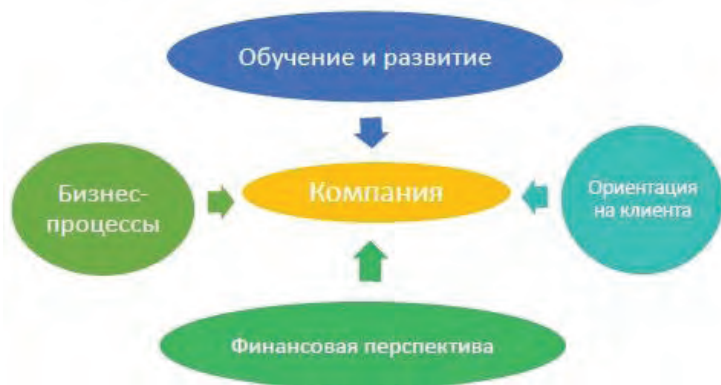 Обучение и развитие
Бизнес-
процессы
Компания
Ориентация
на клиента
Финансовая перспектива